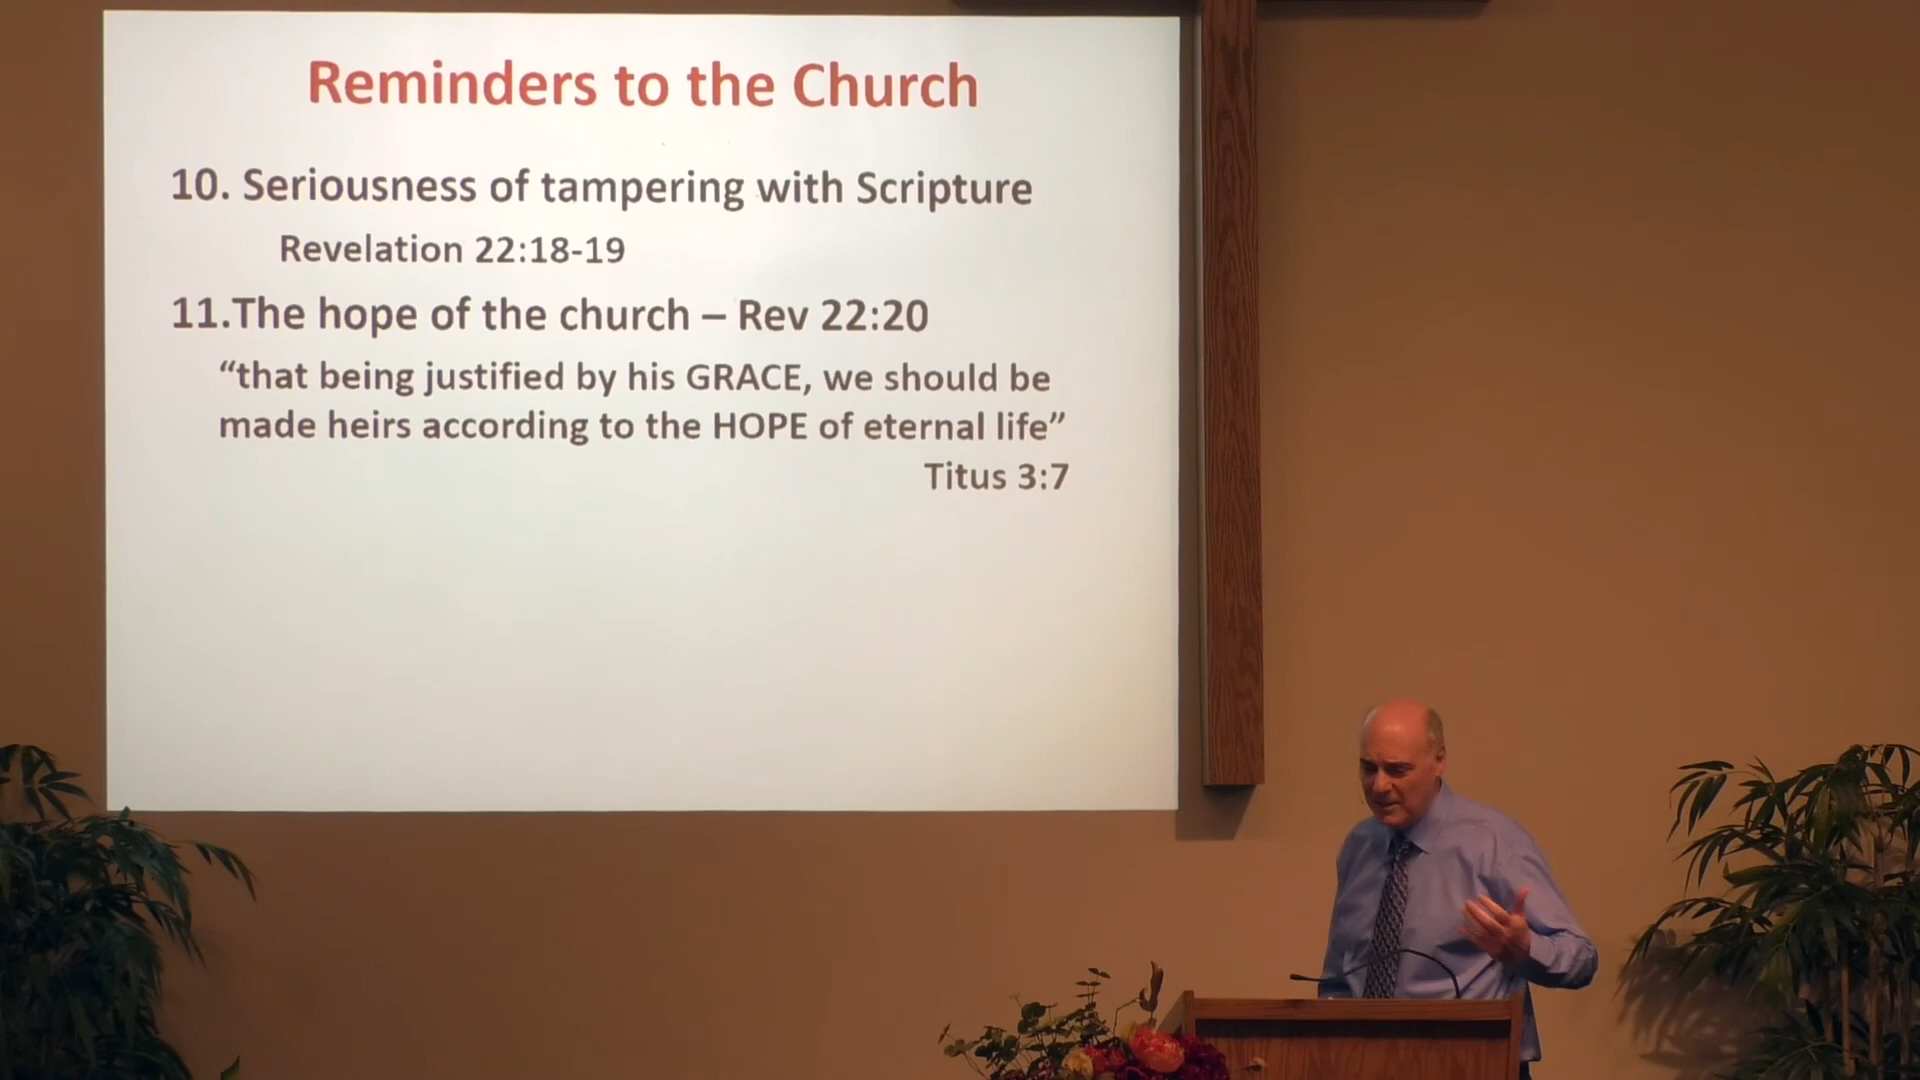 Reminders to the Church
10. Seriousness of tampering with Scripture
Revelation 22:18-19
11.The hope of the church – Rev 22:20
“that being justified by his GRACE, we should be
made heirs according to the HOPE of eternal life”
Titus 3:7